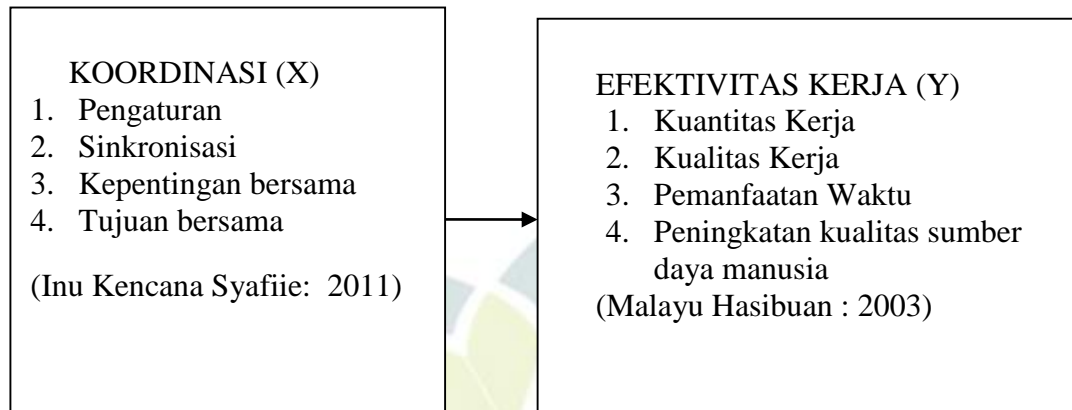 KOORDINASI (X)
1. Pengaturan
2. Sinkronisasi
3. Kepentingan bersama
4. Tujuan bersama
(Inu Kencana Syafiie: 2011)
EFEKTIVITAS KERJA (Y)
1. Kuantitas Kerja
2. Kualitas Kerja
3. Pemanfaatan Waktu
4. Peningkatan kualitas sumber
daya manusia
(Malayu Hasibuan : 2003)